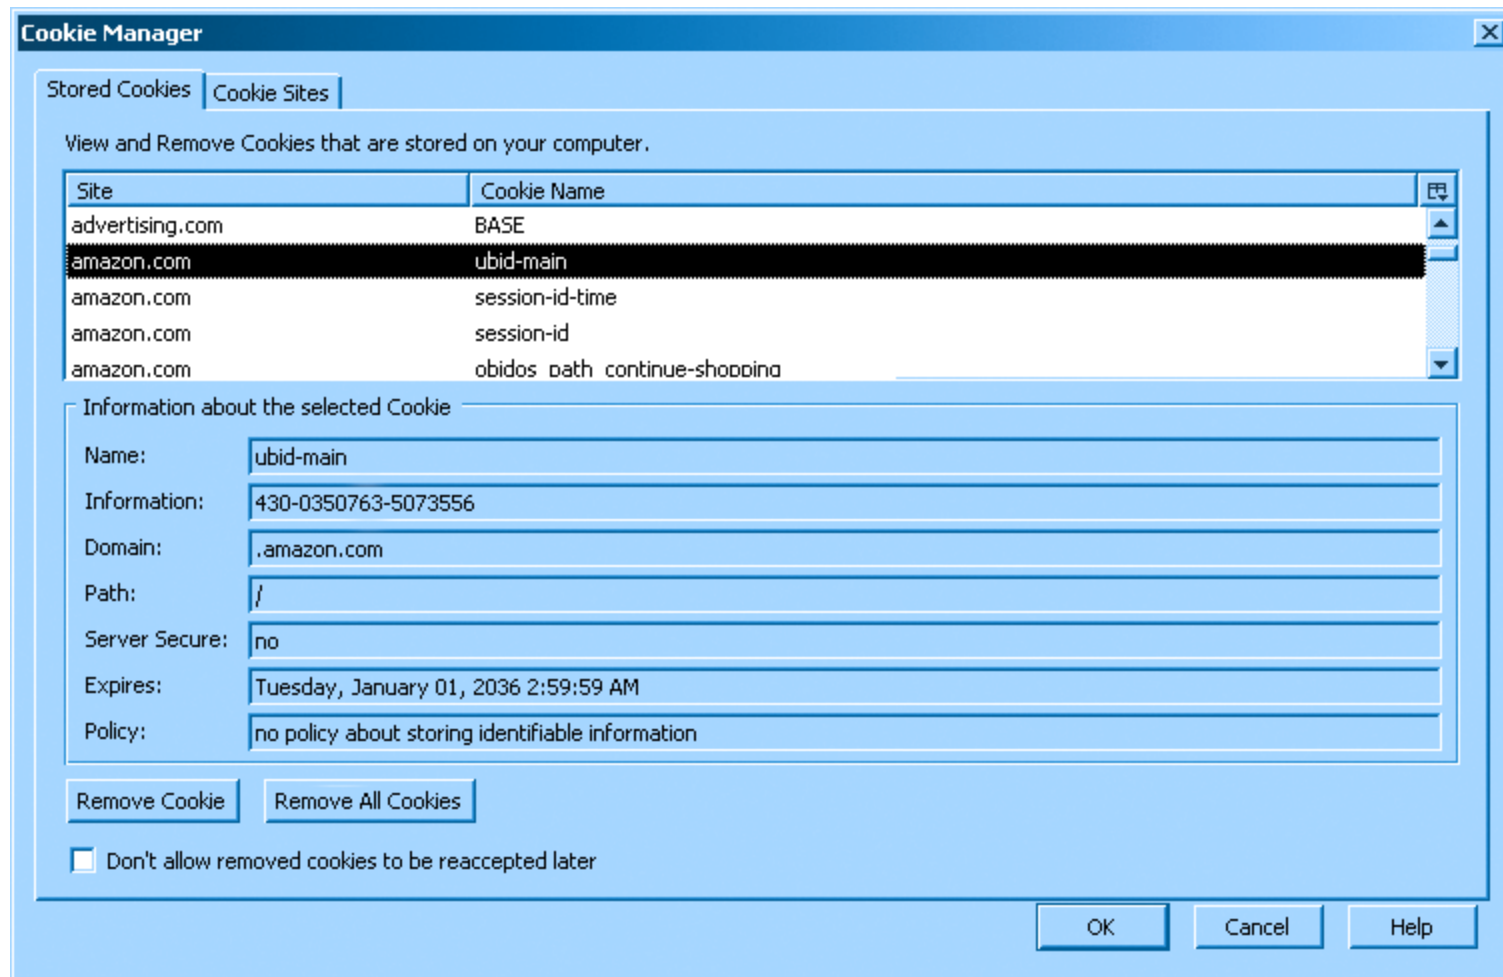 Cookie Manager
Stored Cookies Cookie Sites
View and Remove Cookies that are stored on your computer.
Site Cookie Name
advertising.com BASE
amazon.com ubid-main
amazon.com session-id-time
amazon.com session-id
amazon.com obidos_path_continue-shopping
Information about the selected Cookie
Name: ubid-main
Information: 430-0350763-5073556
Domain: .amazon.com
Path: /
Server Secure: no
Expires: Tuesday, January 01, 2036 2:59:59 AM
Policy: no policy about storing identifiable information
Remove Cookie Remove All Cookies
Don't allow removed cookies to be reaccepted later
OK Cancel Help